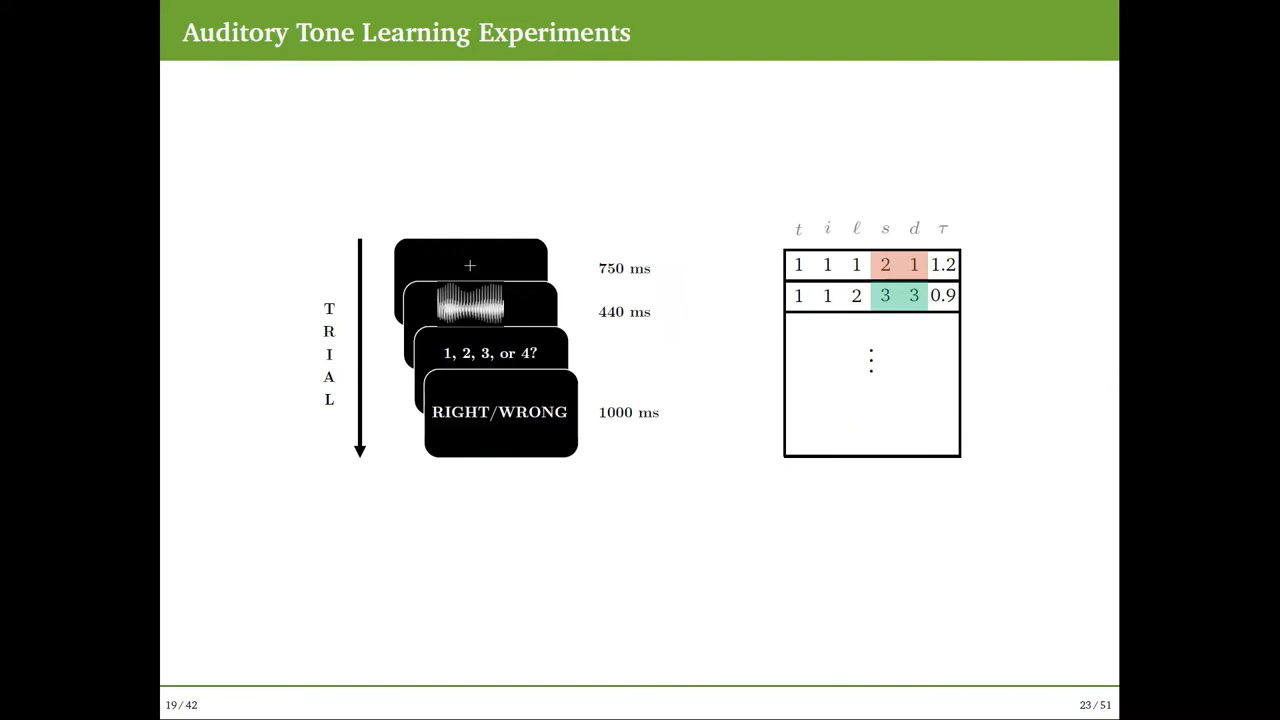 Auditory Tone Learning Experiments
T
R
I
A
L
+
750 ms
440 ms
1, 2, 3, or 4?
RIGHT/WRONG
1000 ms
t i ℓ s d τ
1 1 1 2 1 1.2
1 1 2 3 3 0.9
⋮
19 / 42
23 / 51